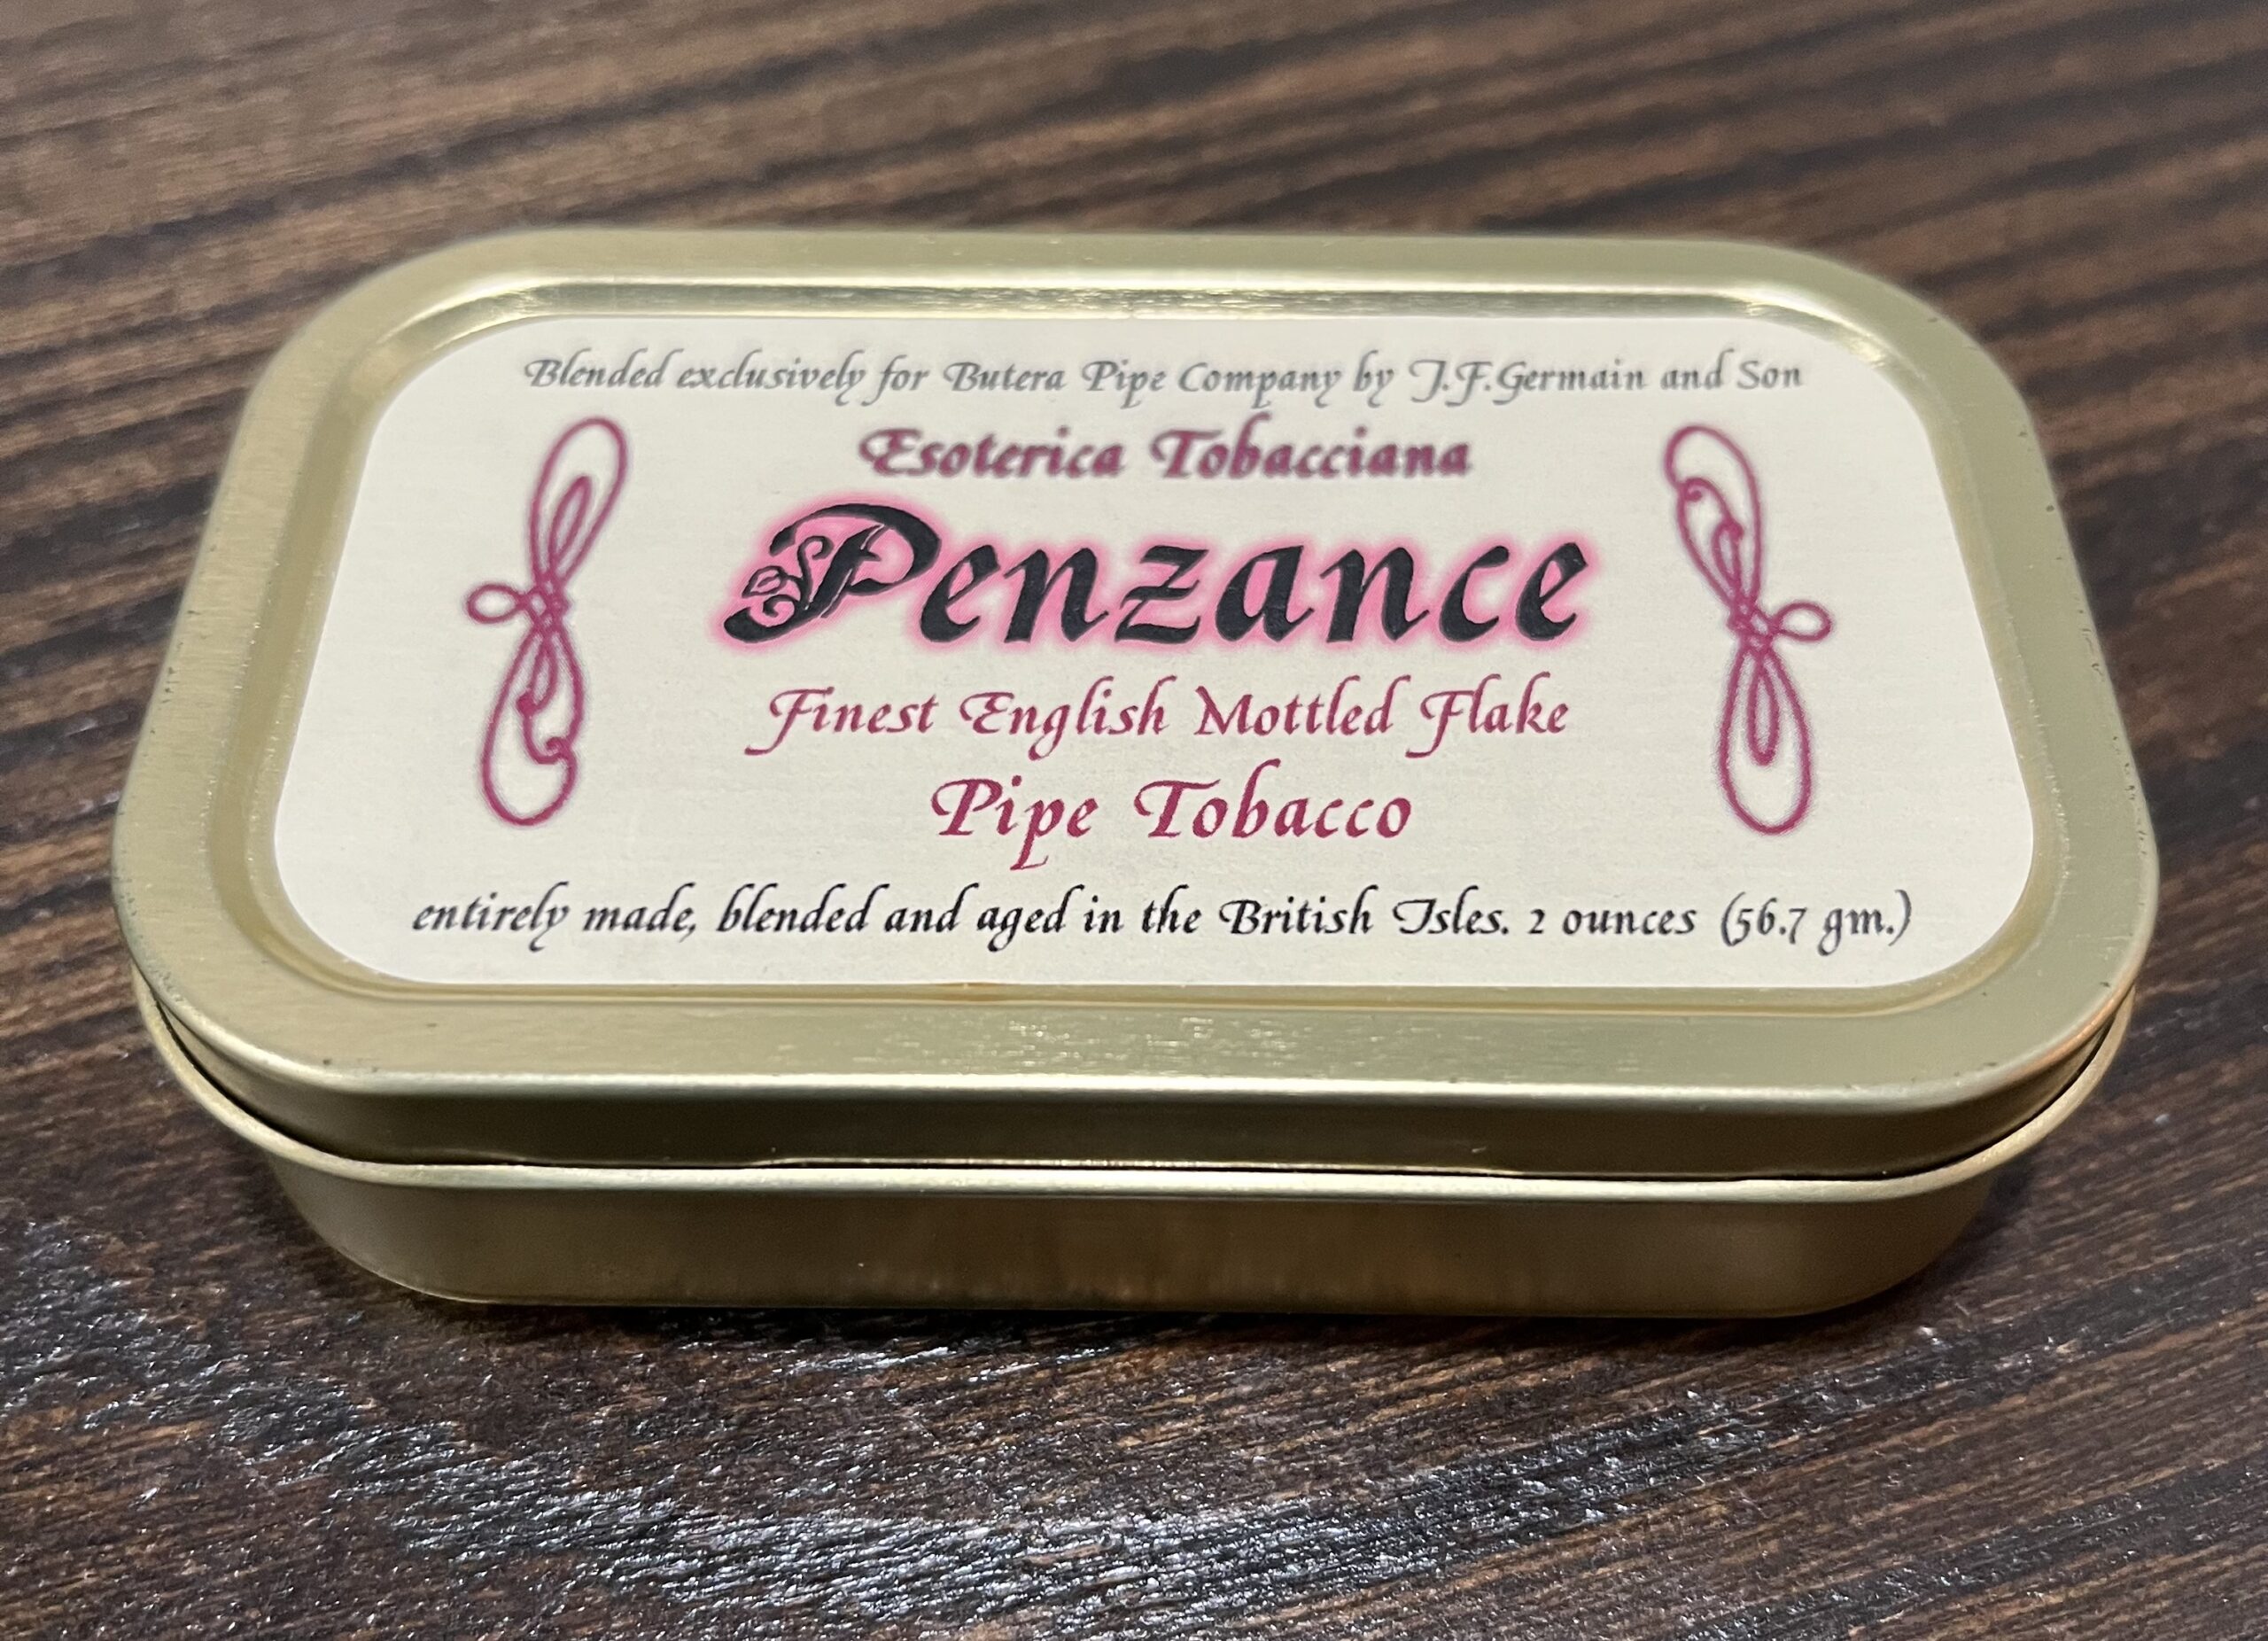 Blended exclusively for Butera Pipe Company by J.F.Germain and Son
Esoterica Tobacciana
Penzance
Finest English Mottled Flake
Pipe Tobacco
entirely made, blended and aged in the British Isles. 2 ounces (56.7 gm.)